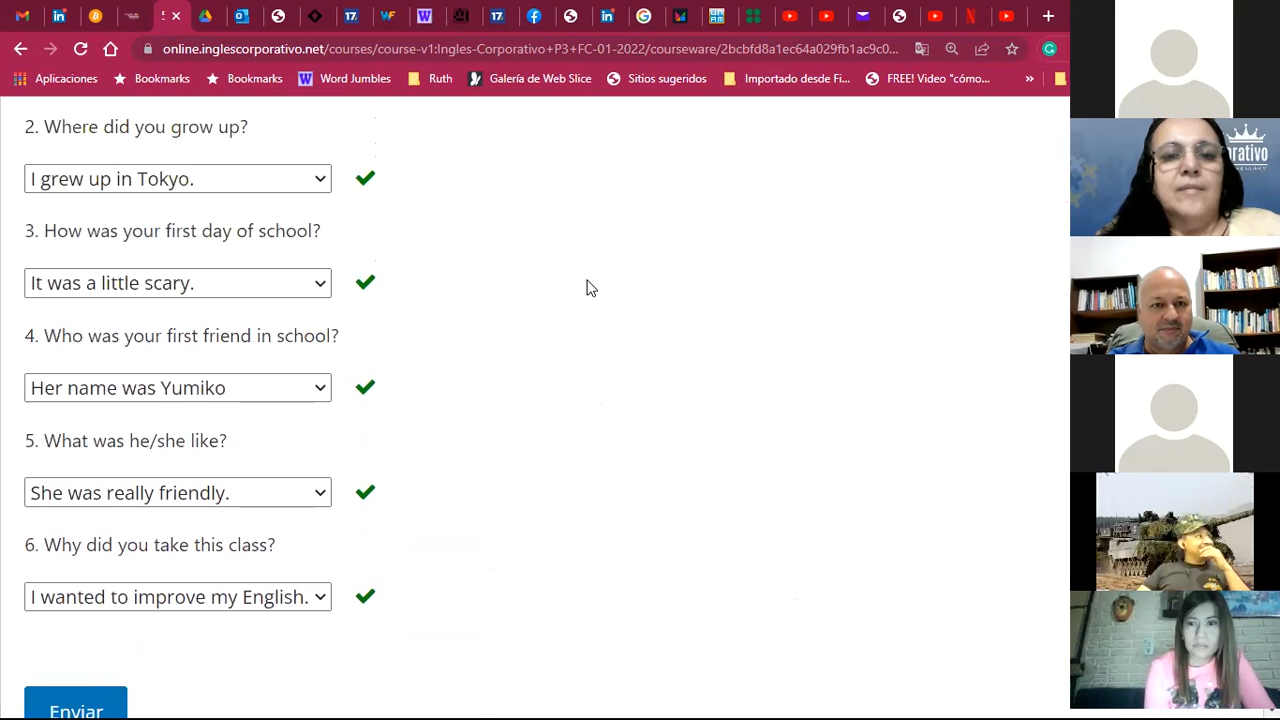 online.inglescorporativo.net/courses/course-v1:Ingles-Corporativo+P3+FC-01-2022/courseware/2bcbfd8a1ec64a029fb1ac9c0...
Aplicaciones Bookmarks Bookmarks Word Jumbles Ruth Galería de Web Slice Sitios sugeridos Importado desde Fi... FREE! Video "cómo... »
2. Where did you grow up?
I grew up in Tokyo.
3. How was your first day of school?
It was a little scary.
4. Who was your first friend in school?
Her name was Yumiko
5. What was he/she like?
She was really friendly.
6. Why did you take this class?
I wanted to improve my English.
Enviar